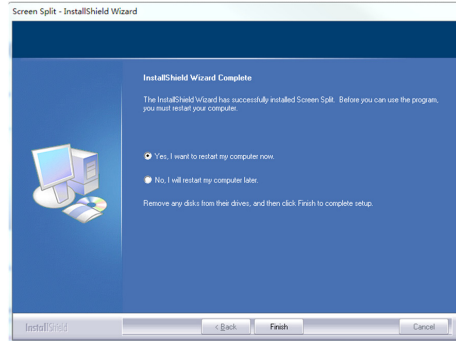 Screen Split - InstallShield Wizard
InstallShield Wizard Complete
The InstallShield Wizard has successfully installed Screen Split. Before you can use the program,
you must restart your computer.
Yes, I want to restart my computer now.
No, I will restart my computer later.
Remove any disks from their drives, and then click Finish to complete setup.
InstallShield
< Back
Finish
Cancel